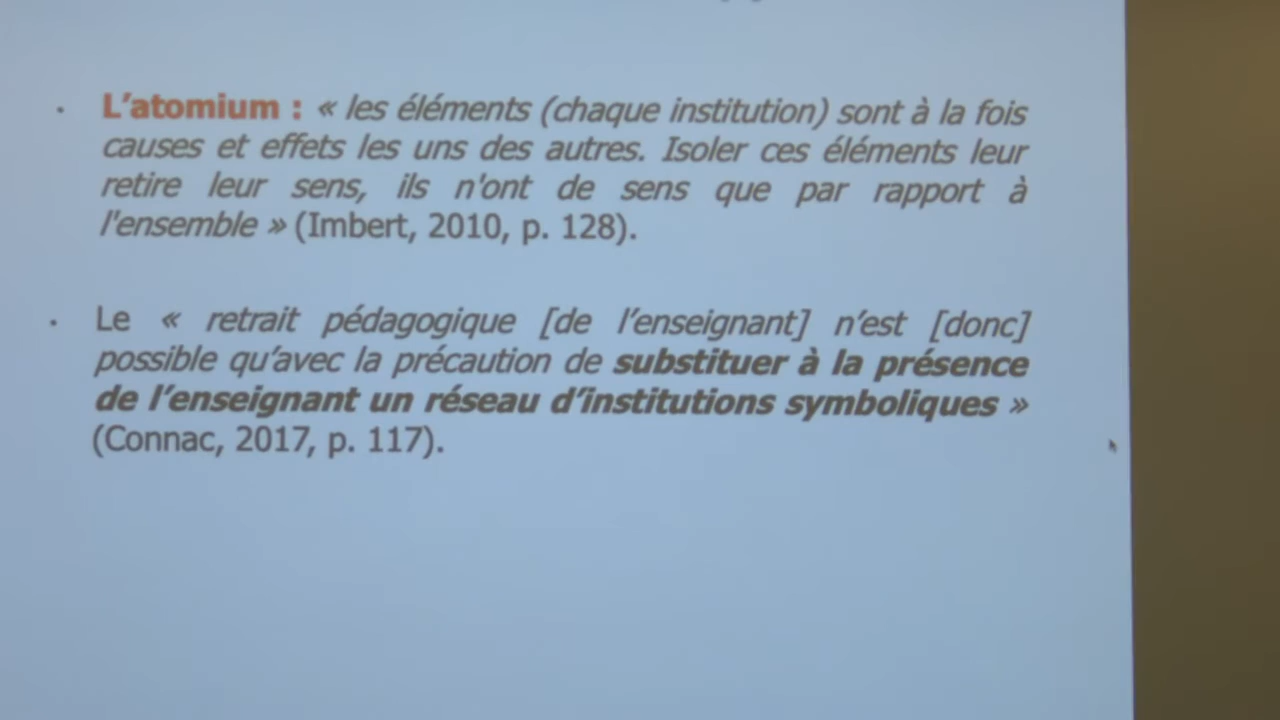 · L’atomium : « les éléments (chaque institution) sont à la fois
causes et effets les uns des autres. Isoler ces éléments leur
retire leur sens, ils n'ont de sens que par rapport à
l'ensemble » (Imbert, 2010, p. 128).
· Le « retrait pédagogique [de l’enseignant] n’est [donc]
possible qu’avec la précaution de substituer à la présence
de l’enseignant un réseau d’institutions symboliques »
(Connac, 2017, p. 117).